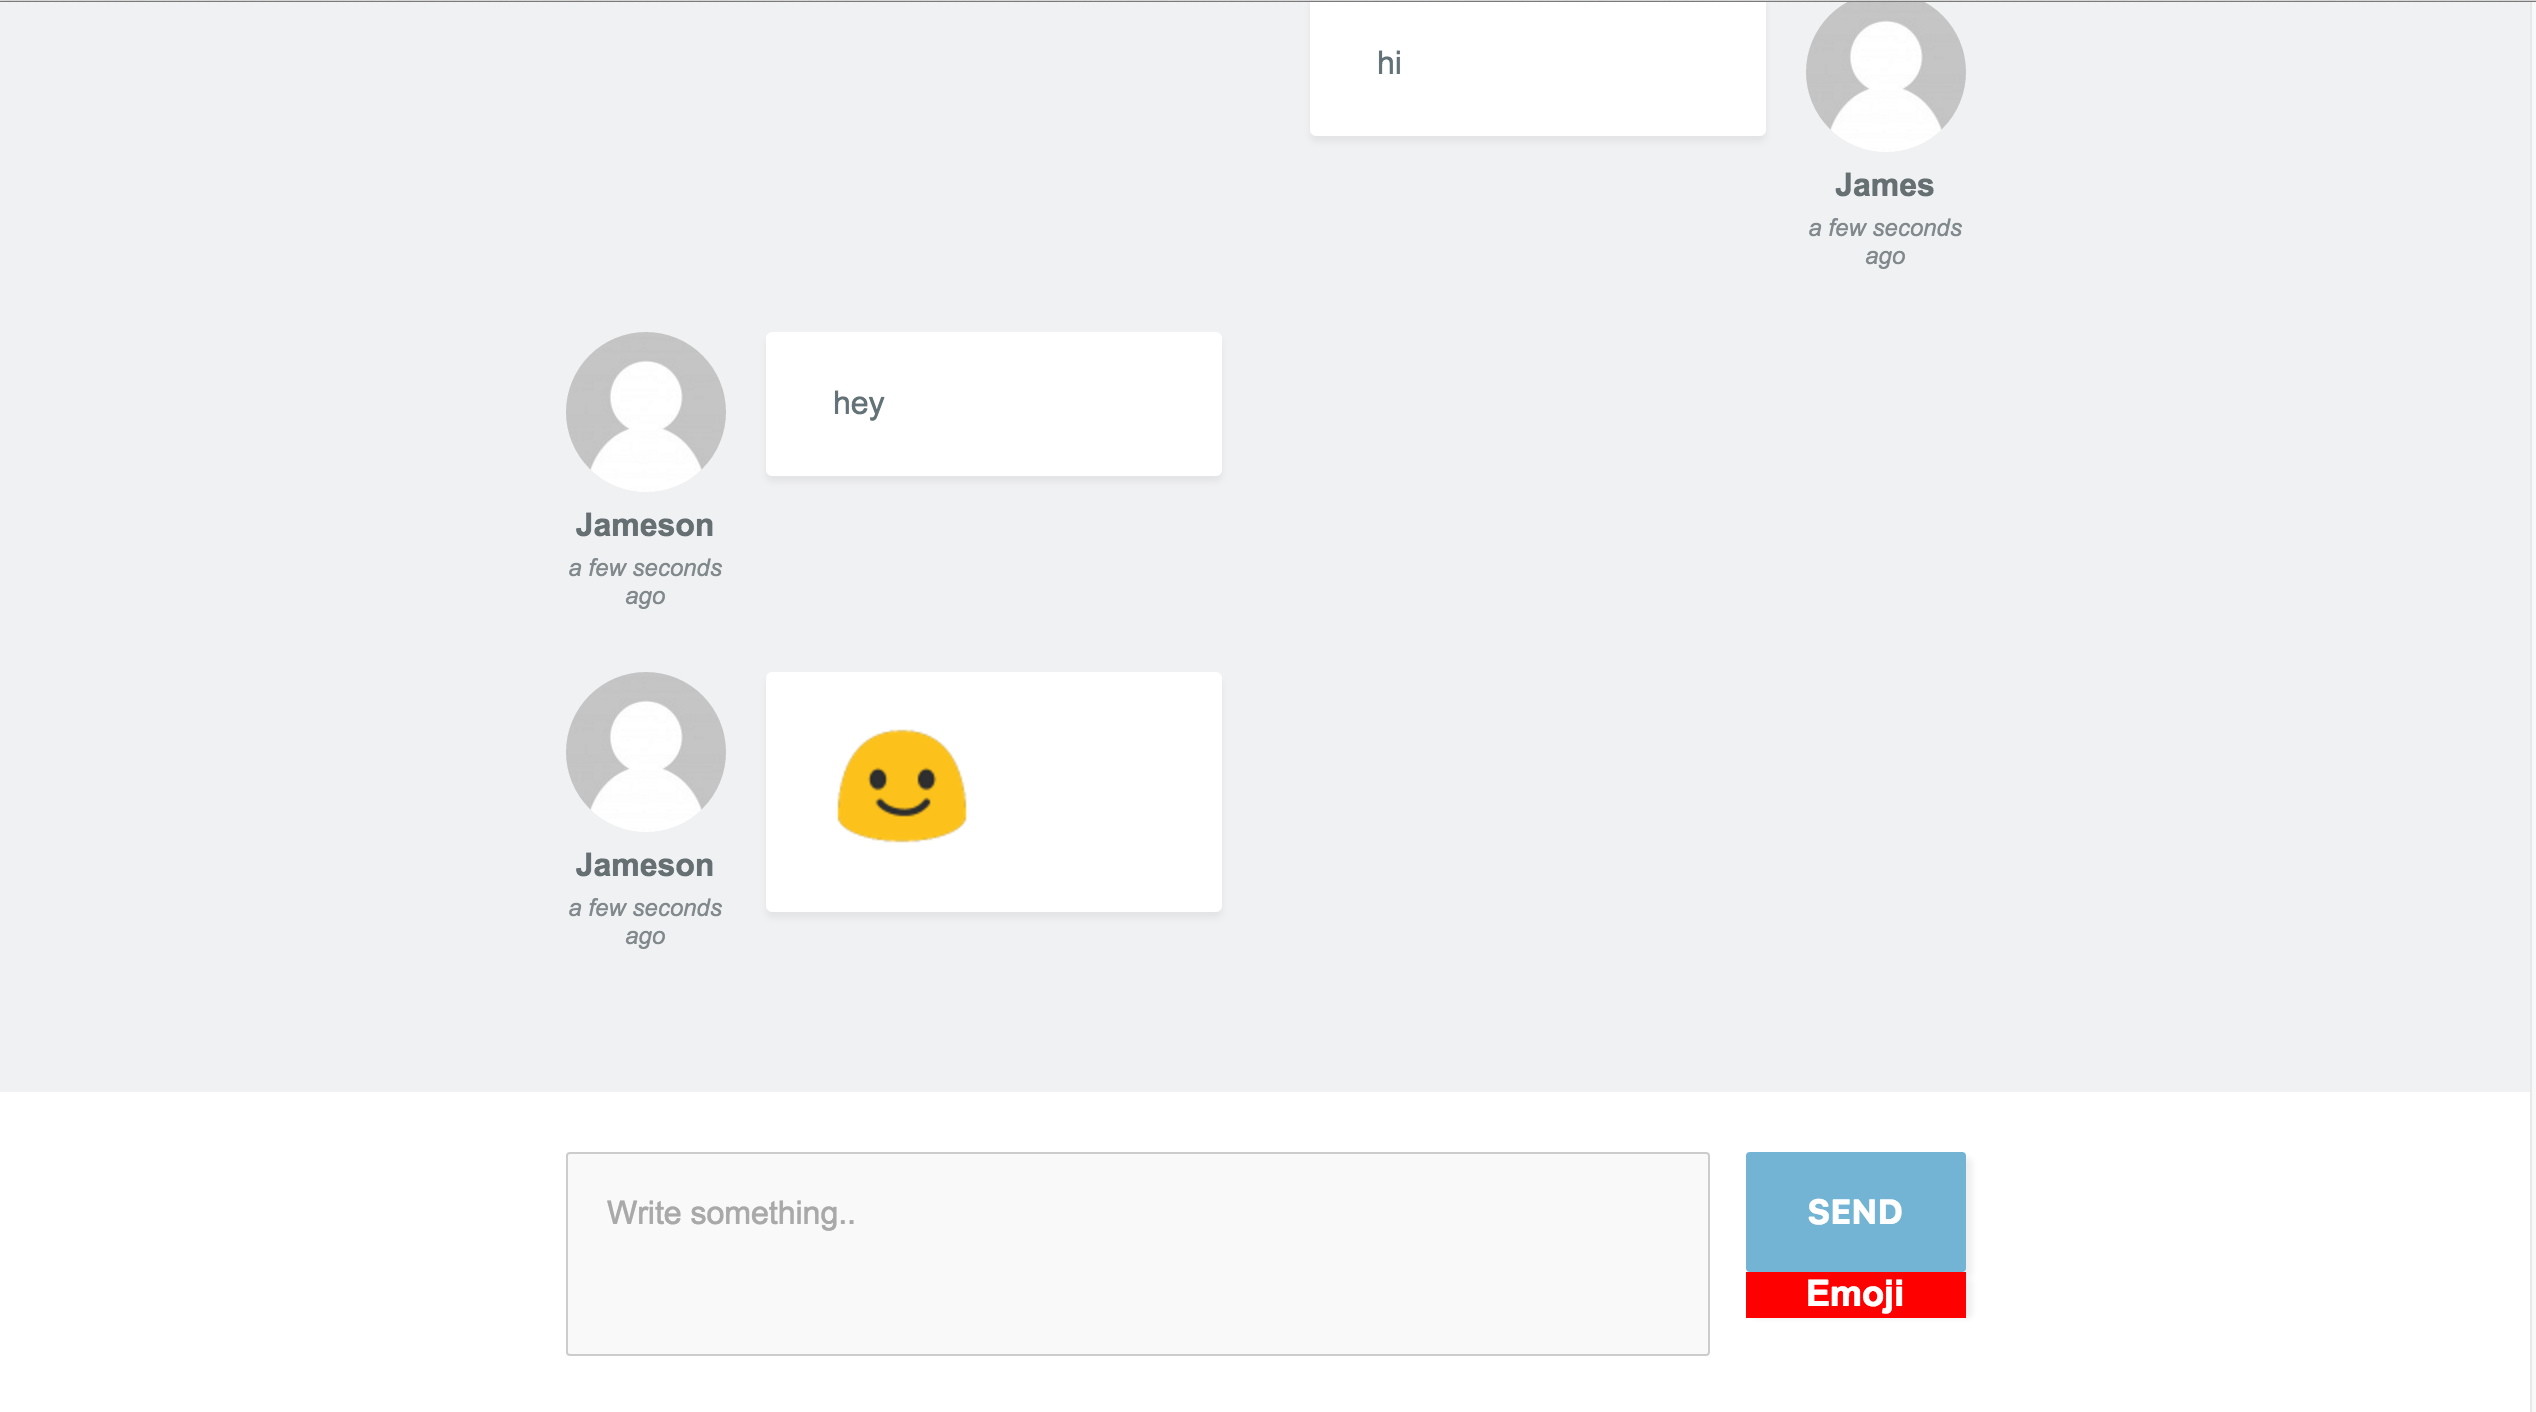 hi
James
a few seconds
ago
hey
Jameson
a few seconds
ago
Jameson
a few seconds
ago
Write something..
SEND
Emoji